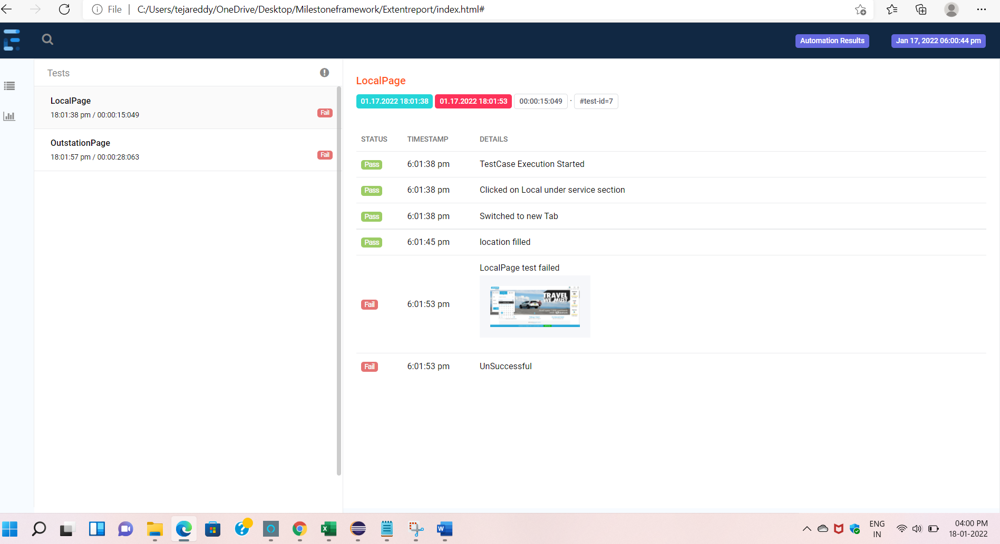 File
C:/Users/tejareddy/OneDrive/Desktop/Milestoneframework/Extentreport/index.html#
Automation Results
Jan 17, 2022 06:00:44 pm
Tests
LocalPage
18:01:38 pm / 00:00:15:049
Fail
OutstationPage
18:01:57 pm / 00:00:28:063
Fail
LocalPage
01.17.2022 18:01:38 01.17.2022 18:01:53 00:00:15:049 · #test-id=7
STATUS TIMESTAMP DETAILS
Pass 6:01:38 pm TestCase Execution Started
Pass 6:01:38 pm Clicked on Local under service section
Pass 6:01:38 pm Switched to new Tab
Pass 6:01:45 pm location filled
LocalPage test failed
TRAVEL
WE MUST
Fail 6:01:53 pm
Fail 6:01:53 pm UnSuccessful
ENG
IN
04:00 PM
18-01-2022